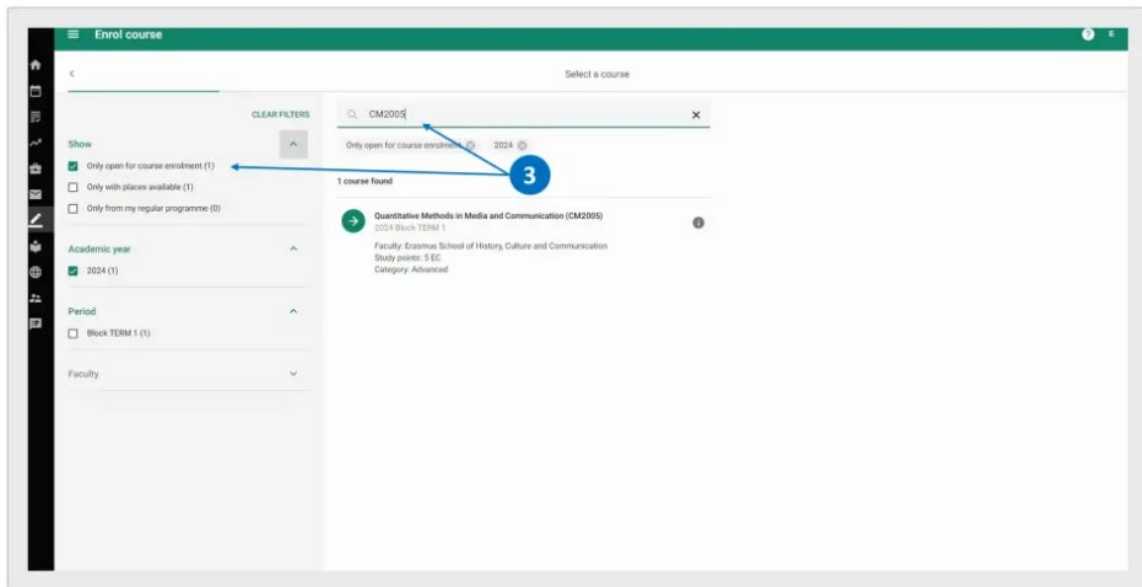 Enrol course
? E
Select a course
CLEAR FILTERS
Show
Only open for course enrolment (1)
Only with places available (1)
Only from my regular programme (0)
Academic year
2024 (1)
Period
Block TERM 1 (1)
Faculty
CM2005
Only open for course enrolment 2024
3
1 course found
Quantitative Methods in Media and Communication (CM2005)
2024 Block TERM 1
Faculty: Erasmus School of History, Culture and Communication
Study points: 5 EC
Category: Advanced